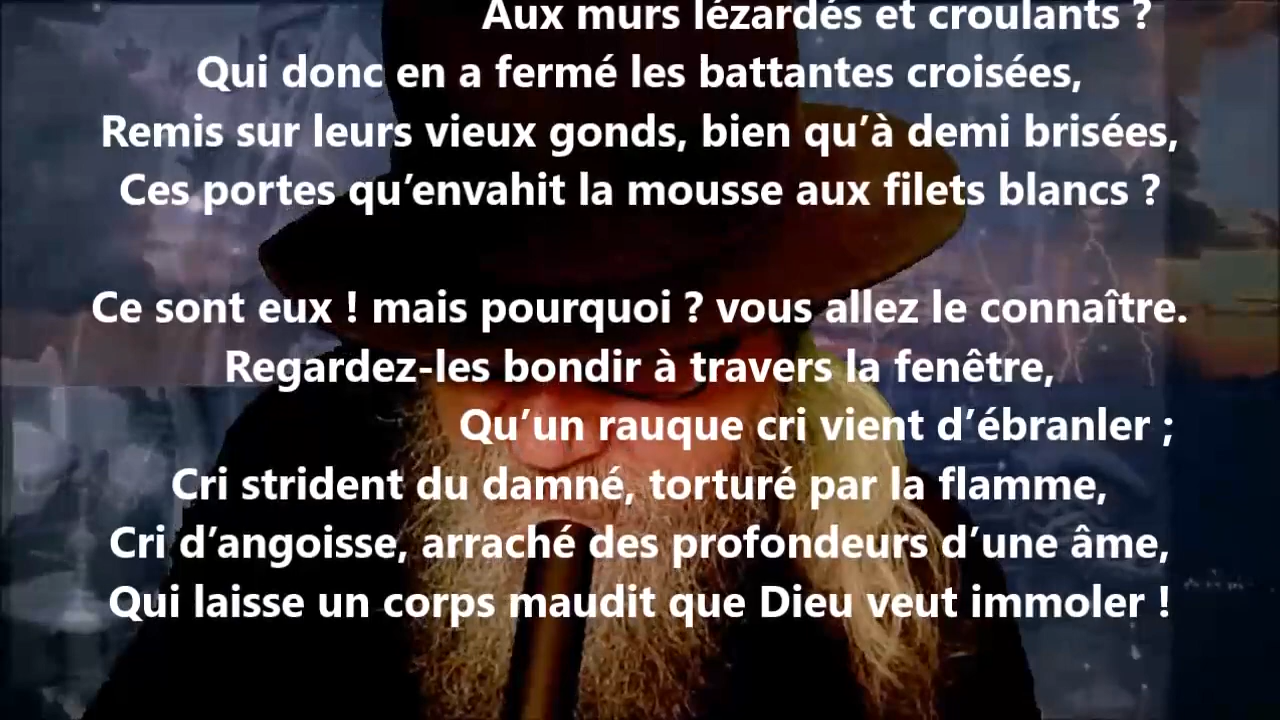 Aux murs lézardés et croulants ?
Qui donc en a fermé les battantes croisées,
Remis sur leurs vieux gonds, bien qu’à demi brisées,
Ces portes qu’envahit la mousse aux filets blancs ?
Ce sont eux ! mais pourquoi ? vous allez le connaître.
Regardez-les bondir à travers la fenêtre,
Qu’un rauque cri vient d’ébranler ;
Cri strident du damné, torturé par la flamme,
Cri d’angoisse, arraché des profondeurs d’une âme,
Qui laisse un corps maudit que Dieu veut immoler !